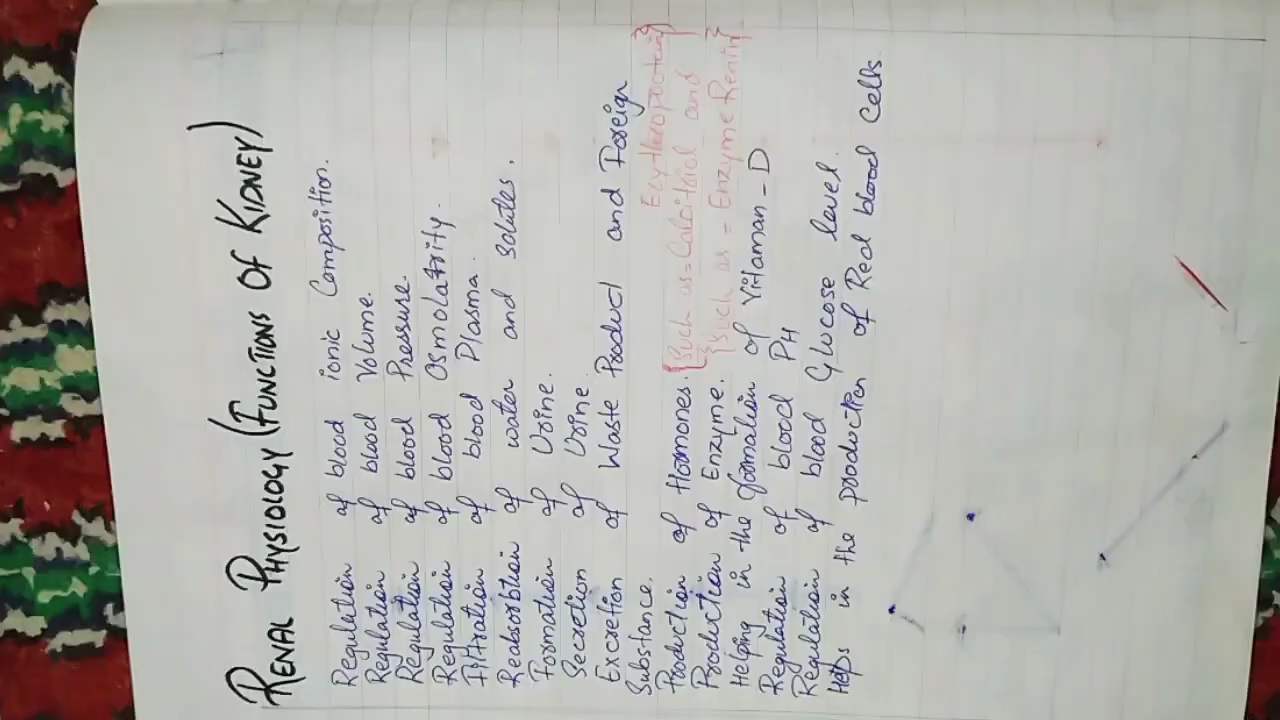 RENAL PHYSIOLOGY (FUNCTIONS OF KIDNEY)
Regulation of blood ionic Composition.
Regulation of blood Volume.
Regulation of blood Pressure.
Regulation of blood Osmolatrity.
Filtration of blood Plasma.
Readsorbtion of water and Solutes.
Formation of Urine.
Secretion of Urine.
Excretion of Waste Product and Foreign
Substance.
Erythropoctein}
Production of Hormones. {Such as = Calcitriol and
Production of Enzyme. {Such as = Enzyme Renin}
Helping in the formation of Vittaman - D
Regulation of blood PH
Regulation of blood Glucose level.
Helps in the production of Red blood Cells